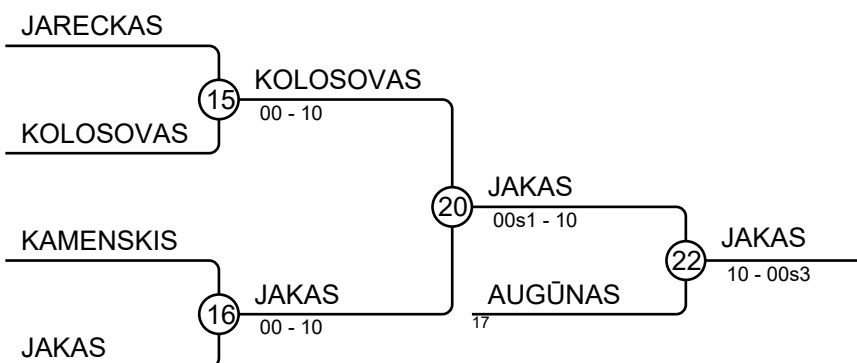 JARECKAS
15
KOLOSOVAS
00 - 10
KOLOSOVAS
20
JAKAS
00s1 - 10
KAMENSKIS
16
JAKAS
00 - 10
JAKAS
AUGŪNAS
17
22
JAKAS
10 - 00s3